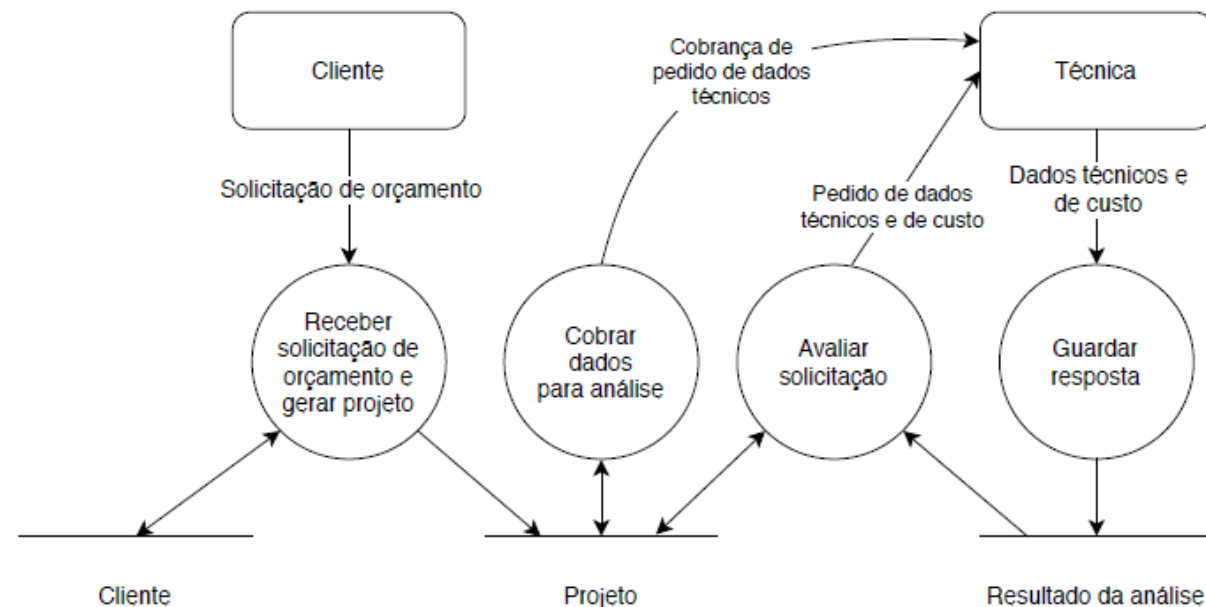 Cliente
Cobrança de
pedido de dados
técnicos
Técnica
Solicitação de orçamento
Pedido de dados
técnicos e de custo
Dados técnicos e
de custo
Receber
solicitação de
orçamento e
gerar projeto
Cobrar
dados
para análise
Avaliar
solicitação
Guardar
resposta
Cliente
Projeto
Resultado da análise